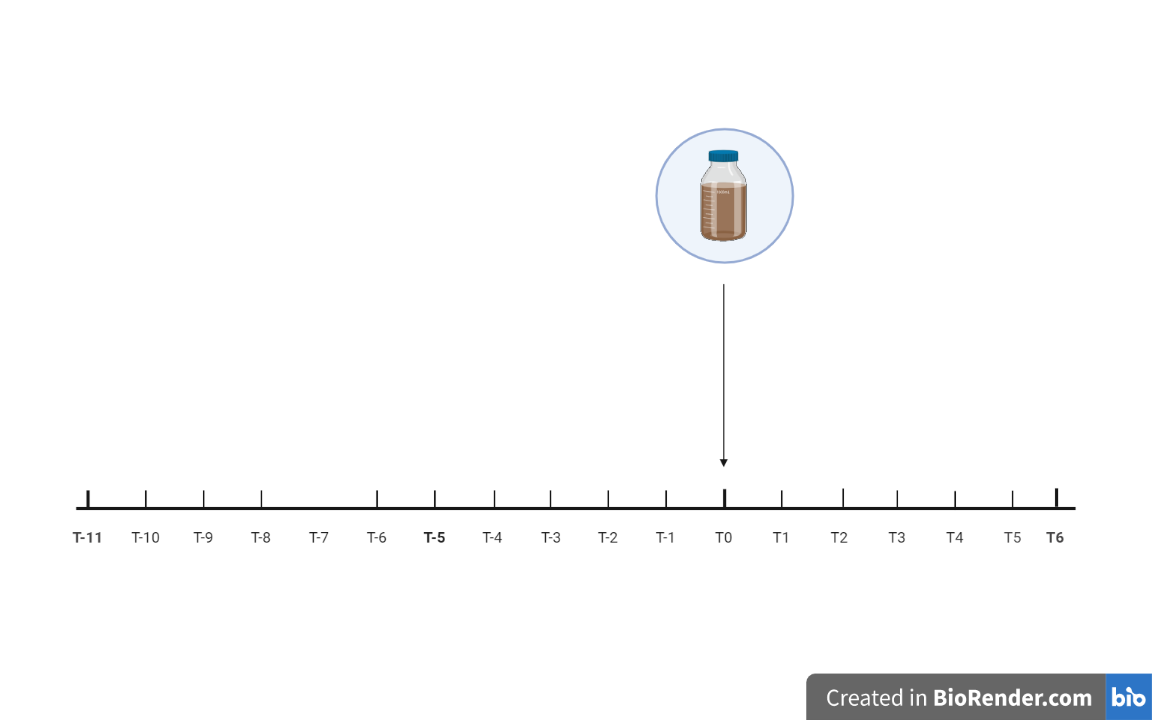 T-11 T-10 T-9 T-8 T-7 T-6 T-5 T-4 T-3 T-2 T-1 T0 T1 T2 T3 T4 T5 T6
Created in BioRender.com bio